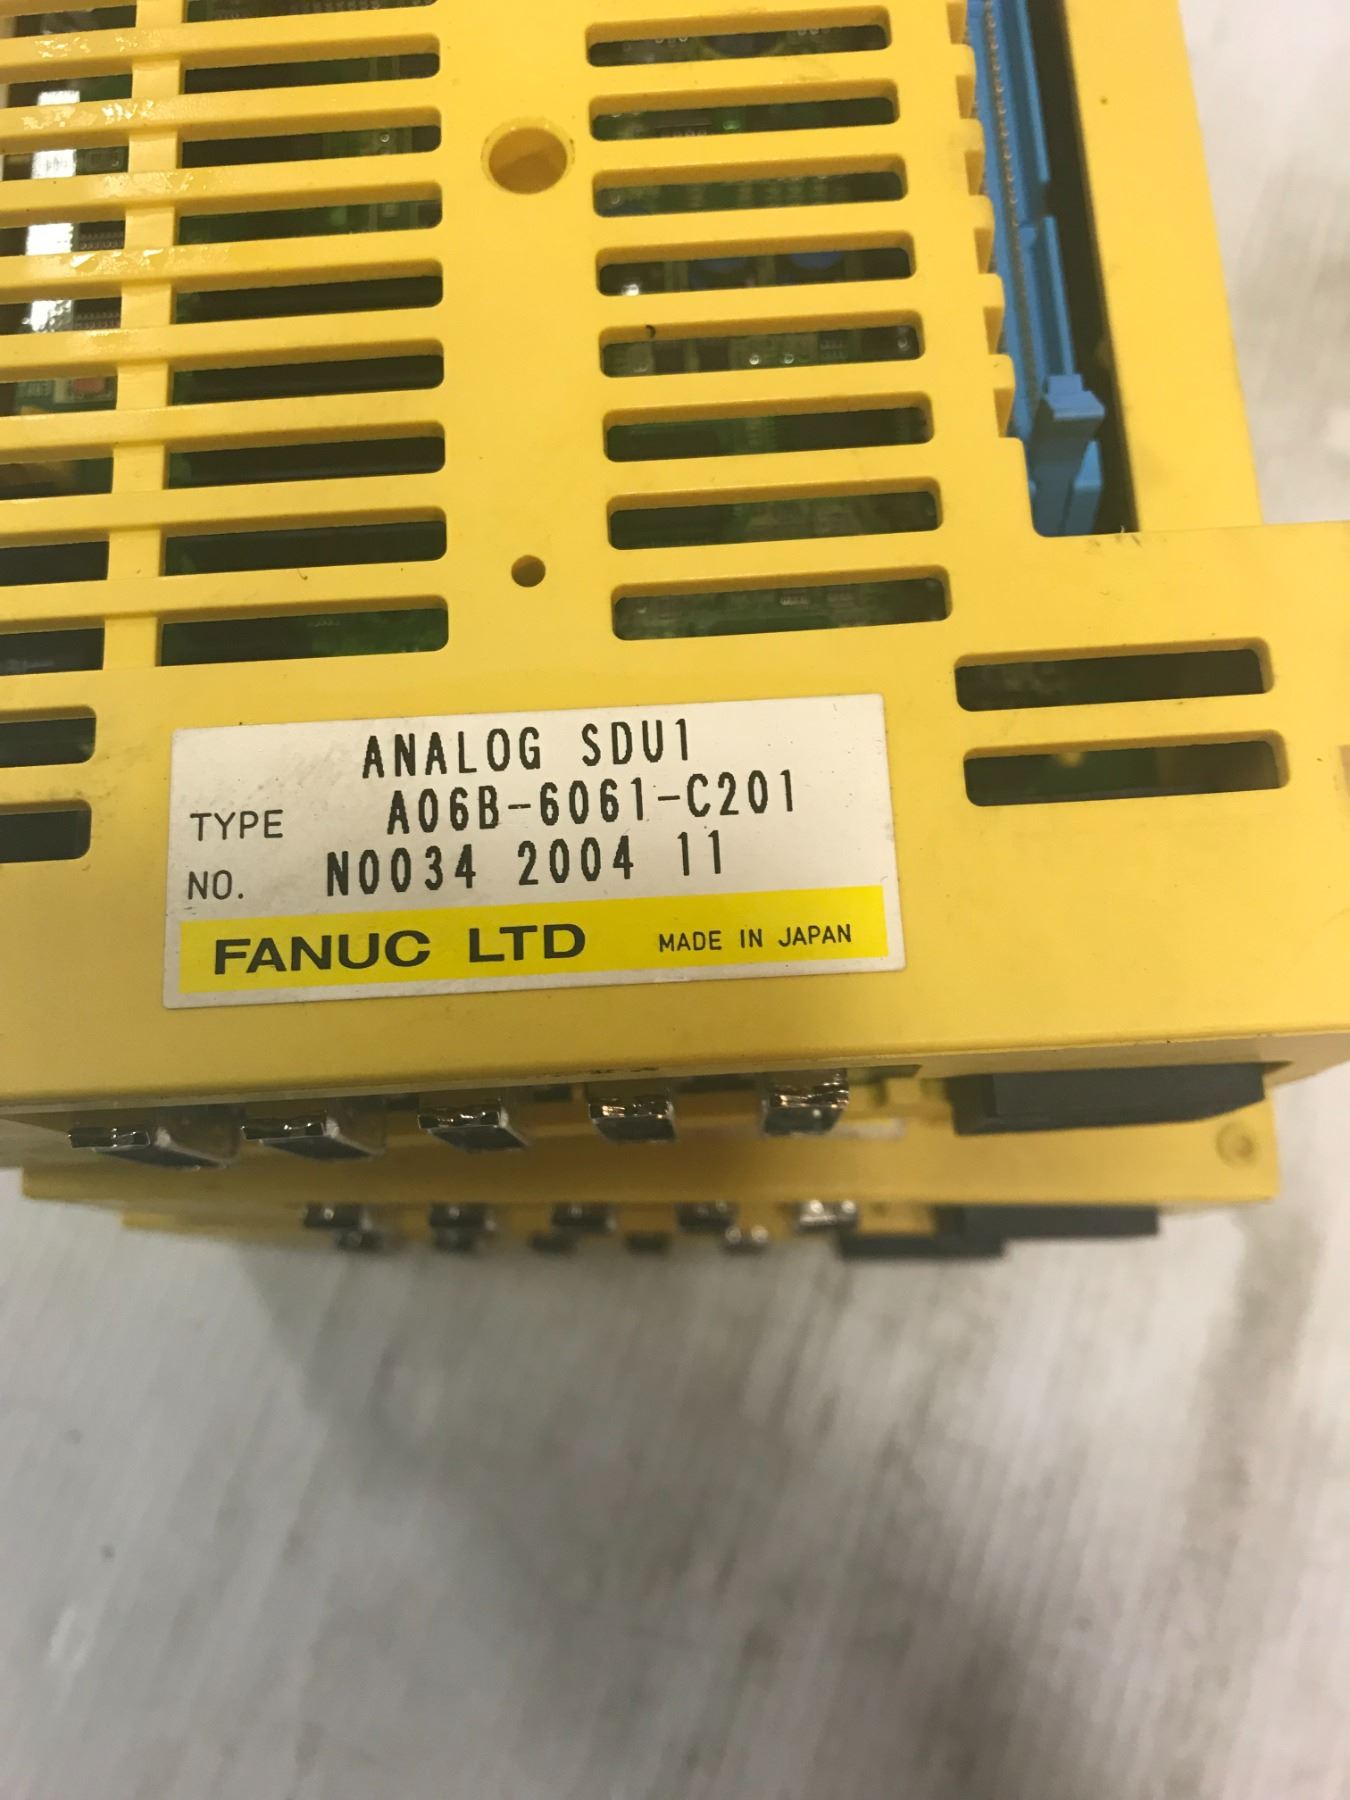 ANALOG SDU1
TYPE A06B-6061-C201
NO. N0034 2004 11
FANUC LTD MADE IN JAPAN